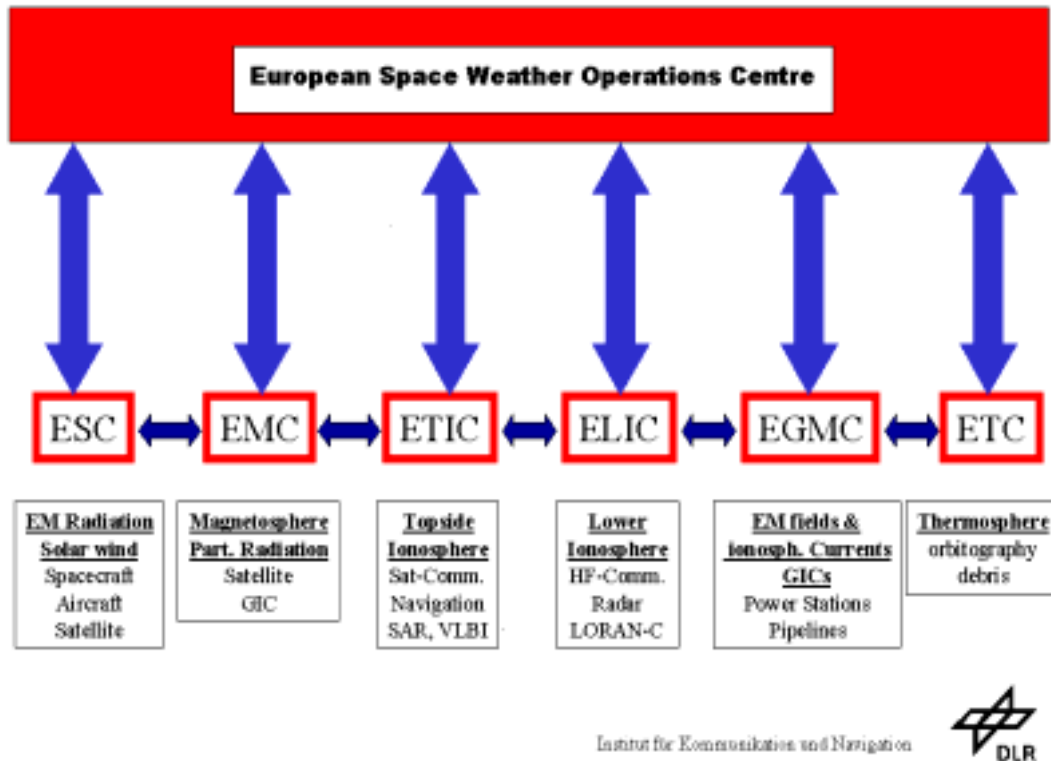 European Space Weather Operations Centre
ESC
EMC
ETIC
ELIC
EGMC
ETC
EM Radiation
Solar wind
Spacecraft
Aircraft
Satellite
Magnetosphere
Part. Radiation
Satellite
GIC
Topside
Ionosphere
Sat-Comm.
Navigation
SAR, VLBI
Lower
Ionosphere
HF-Comm.
Radar
LORAN-C
EM fields &
ionosph. Currents
GICs
Power Stations
Pipelines
Thermosphere
orbitography
debris
Institut für Kommunikation und Navigation
DLR